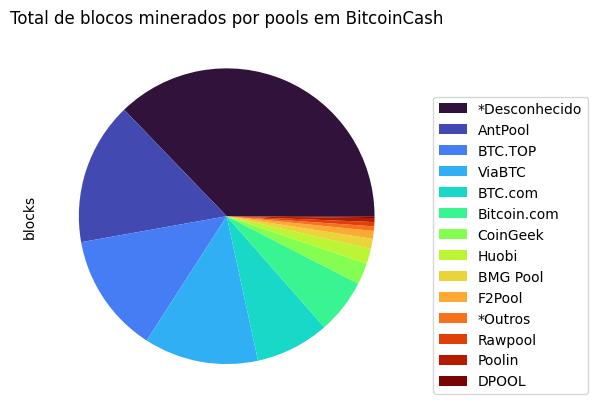 Total de blocos minerados por pools em BitcoinCash
blocks
*Desconhecido
AntPool
BTC.TOP
ViaBTC
BTC.com
Bitcoin.com
CoinGeek
Huobi
BMG Pool
F2Pool
*Outros
Rawpool
Poolin
DPOOL